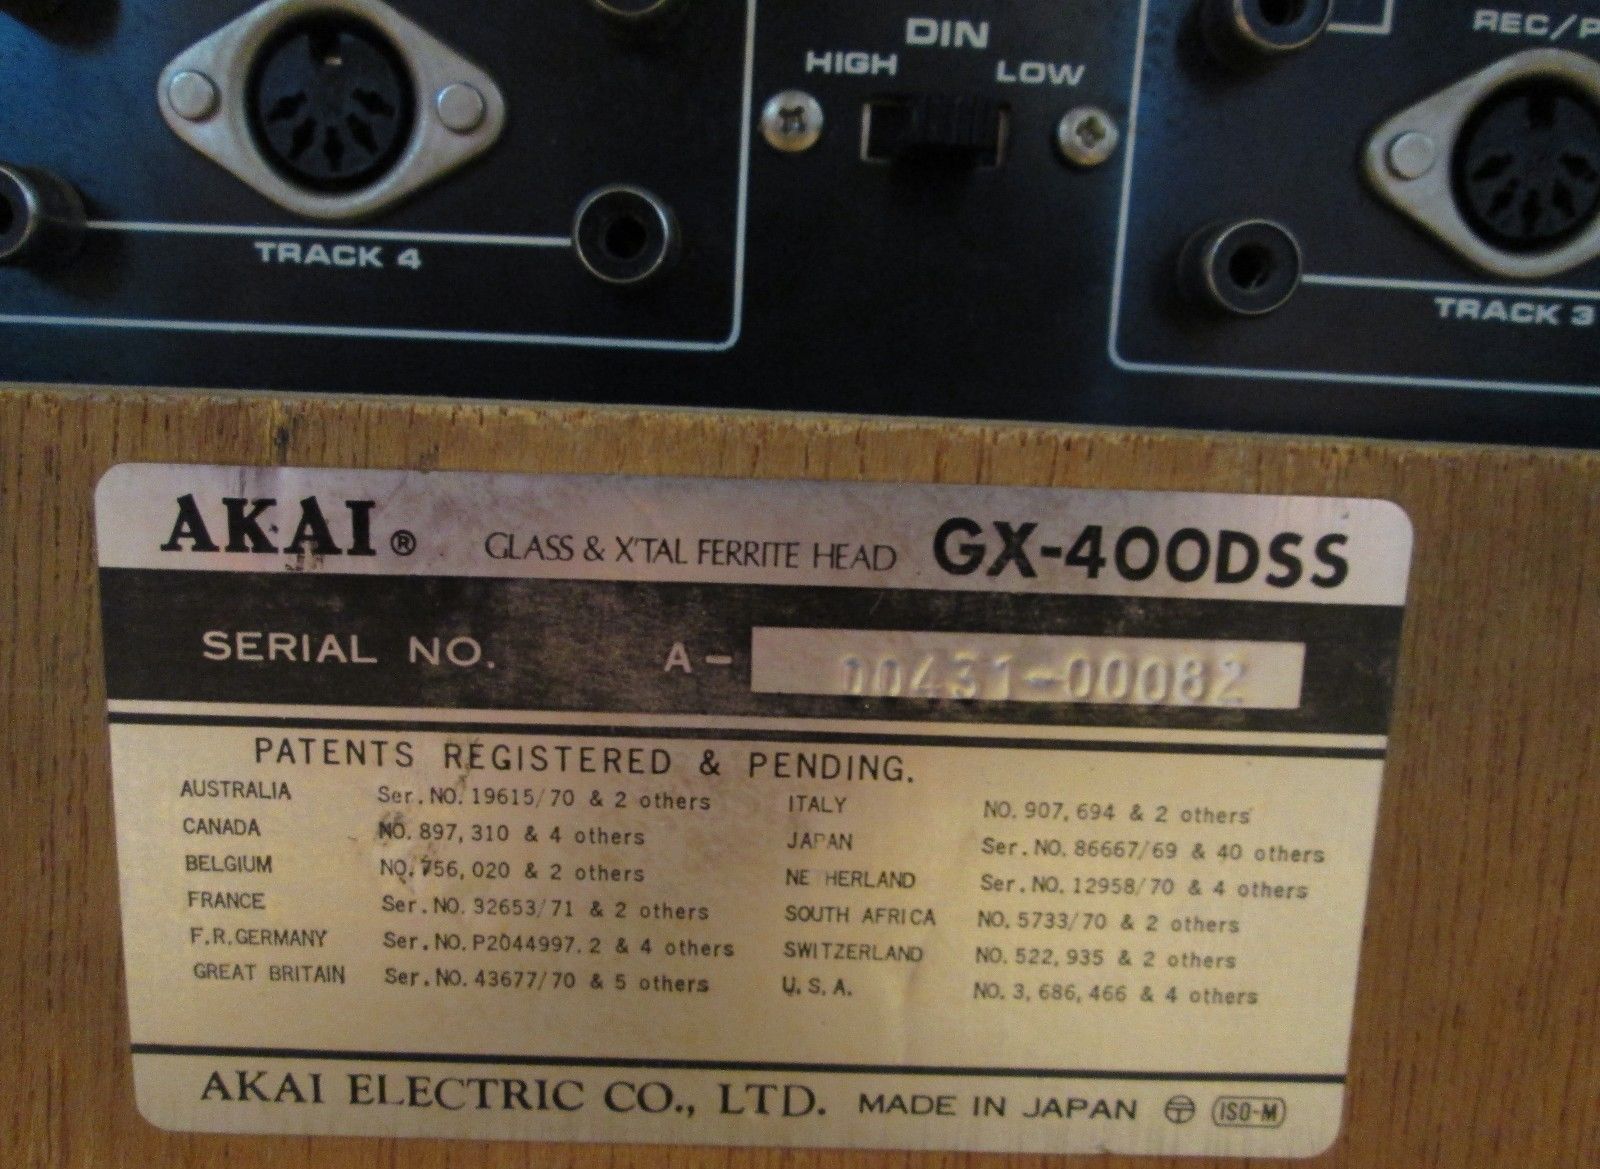 DIN
HIGH LOW
REC/P
TRACK 4
TRACK 3
AKAI® GLASS & X'TAL FERRITE HEAD GX-400DSS
SERIAL NO. A- 00431-00082
PATENTS REGISTERED & PENDING.
AUSTRALIA Ser.NO. 19615/70 & 2 others
CANADA NO. 897,310 & 4 others
BELGIUM NO. 756,020 & 2 others
FRANCE Ser.NO. 32653/71 & 2 others
F.R.GERMANY Ser.NO. P2044997.2 & 4 others
GREAT BRITAIN Ser.NO. 43677/70 & 5 others
ITALY NO. 907,694 & 2 others
JAPAN Ser.NO. 86667/69 & 40 others
NE HERLAND Ser.NO. 12958/70 & 4 others
SOUTH AFRICA NO. 5733/70 & 2 others
SWITZERLAND NO. 522,935 & 2 others
U.S.A. NO. 3,686,466 & 4 others
AKAI ELECTRIC CO., LTD. MADE IN JAPAN ISO-M